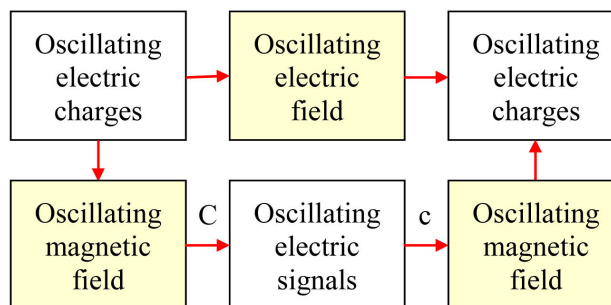 Oscillating
electric
charges
Oscillating
electric
field
Oscillating
electric
charges
Oscillating
magnetic
field
C
Oscillating
electric
signals
c
Oscillating
magnetic
field